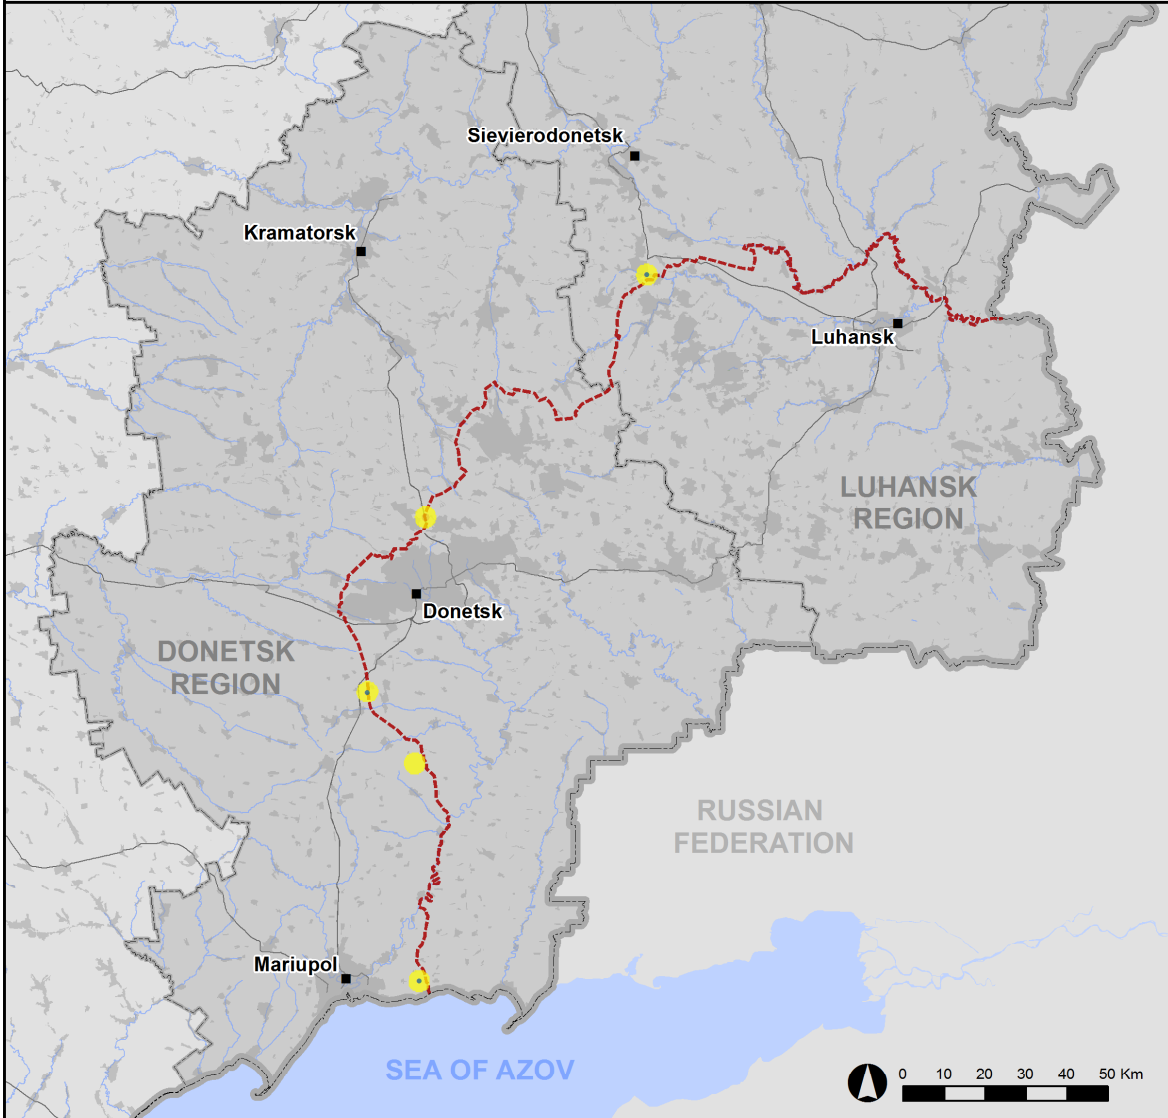 Sievierodonetsk
Kramatorsk
Luhansk
LUHANSK
REGION
Donetsk
DONETSK
REGION
RUSSIAN
FEDERATION
Mariupol
SEA OF AZOV
0 10 20 30 40 50 Km